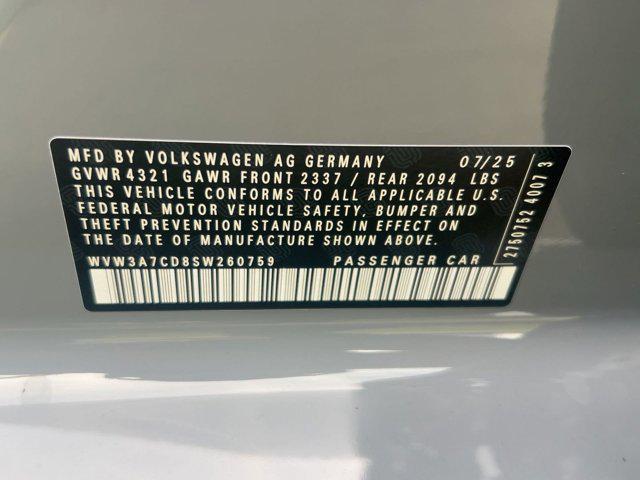 MFD BY VOLKSWAGEN AG GERMANY 07/25
GVWR 4321 GAWR FRONT 2337 / REAR 2094 LBS
THIS VEHICLE CONFORMS TO ALL APPLICABLE U.S.
FEDERAL MOTOR VEHICLE SAFETY, BUMPER AND
THEFT PREVENTION STANDARDS IN EFFECT ON
THE DATE OF MANUFACTURE SHOWN ABOVE.
WVW3A7CD8SW260759 PASSENGER CAR
2750752 4007 3